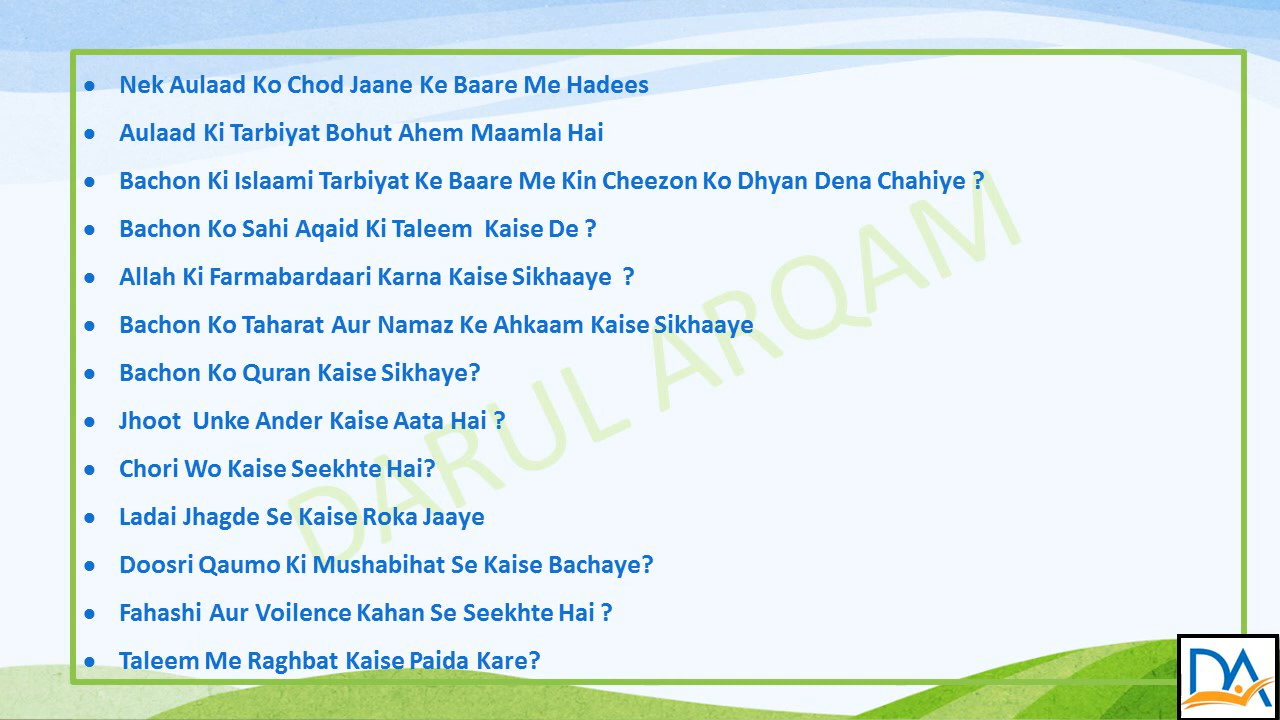 • Nek Aulaad Ko Chod Jaane Ke Baare Me Hadees
• Aulaad Ki Tarbiyat Bohut Ahem Maamla Hai
• Bachon Ki Islaami Tarbiyat Ke Baare Me Kin Cheezon Ko Dhyan Dena Chahiye ?
• Bachon Ko Sahi Aqaid Ki Taleem  Kaise De ?
• Allah Ki Farmabardaari Karna Kaise Sikhaaye  ?
• Bachon Ko Taharat Aur Namaz Ke Ahkaam Kaise Sikhaaye
• Bachon Ko Quran Kaise Sikhaye?
• Jhoot  Unke Ander Kaise Aata Hai ?
• Chori Wo Kaise Seekhte Hai?
• Ladai Jhagde Se Kaise Roka Jaaye
• Doosri Qaumo Ki Mushabihat Se Kaise Bachaye?
• Fahashi Aur Voilence Kahan Se Seekhte Hai ?
• Taleem Me Raghbat Kaise Paida Kare?
DARUL ARQAM
DA